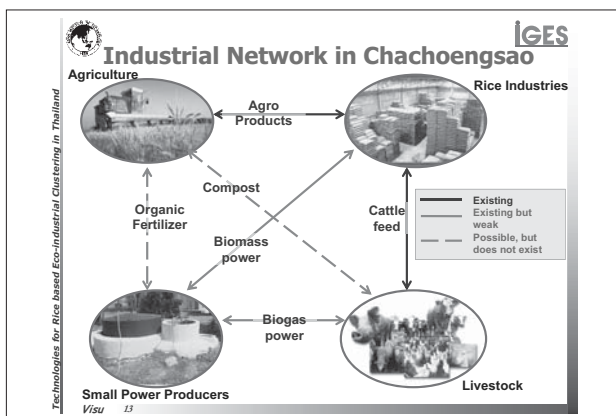 iGES
Industrial Network in Chachoengsao
Technologies for Rice based Eco-industrial Clustering in Thailand
Agriculture
Rice Industries
Agro
Products
Compost
Organic
Fertilizer
Biomass
power
Cattle
feed
Existing
Existing but
weak
Possible, but
does not exist
Biogas
power
Small Power Producers
Livestock
Visu 13